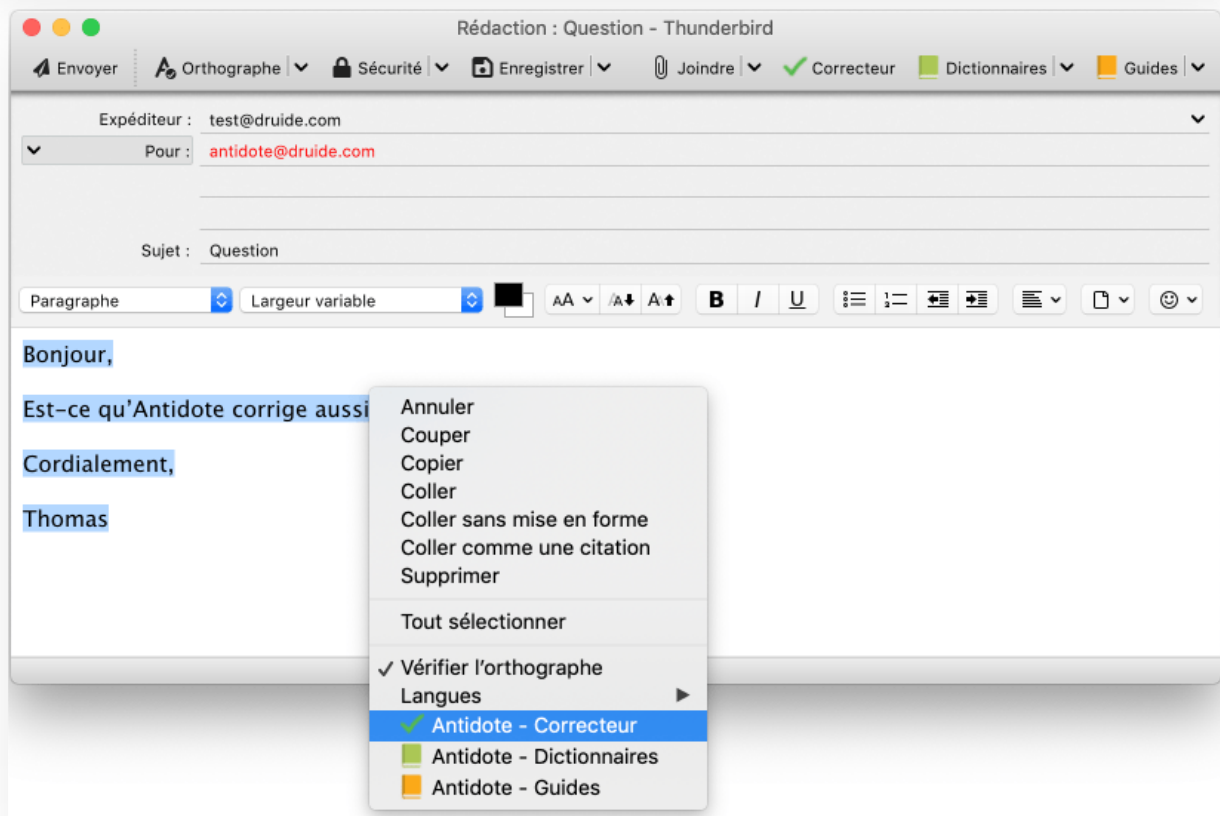 Rédaction : Question - Thunderbird
Envoyer Orthographe Sécurité Enregistrer Joindre Correcteur Dictionnaires Guides
Expéditeur : test@druide.com
Pour : antidote@druide.com
Sujet : Question
Paragraphe Largeur variable AA A A B I U
Bonjour,
Est-ce qu’Antidote corrige aussi
Cordialement,
Thomas
Annuler
Couper
Copier
Coller
Coller sans mise en forme
Coller comme une citation
Supprimer
Tout sélectionner
Vérifier l’orthographe
Langues
Antidote - Correcteur
Antidote - Dictionnaires
Antidote - Guides